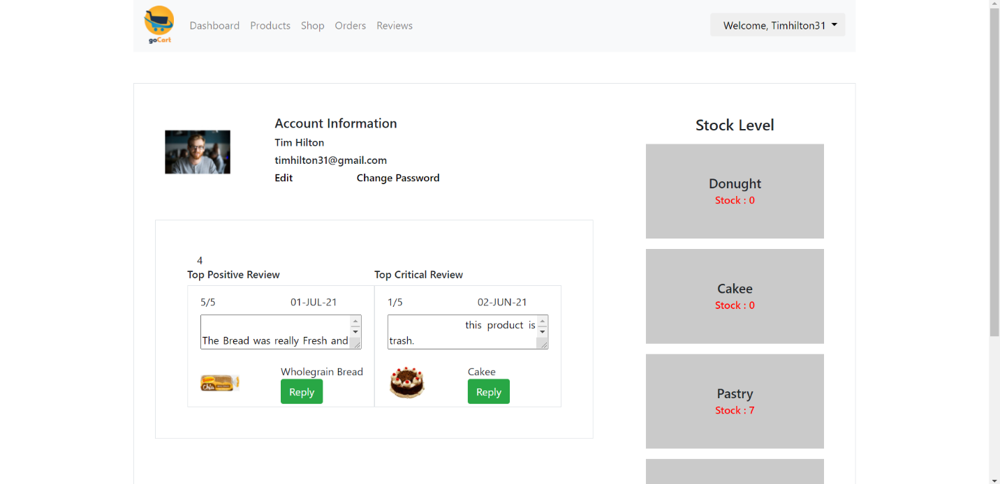 goCart
Dashboard Products Shop Orders Reviews
Welcome, Timhilton31
Account Information
Tim Hilton
timhilton31@gmail.com
Edit Change Password
4
Top Positive Review Top Critical Review
5/5 01-JUL-21
The Bread was really Fresh and
Wholegrain Bread
Reply
1/5 02-JUN-21
this product is
trash.
Cakee
Reply
Stock Level
Donught
Stock : 0
Cakee
Stock : 0
Pastry
Stock : 7